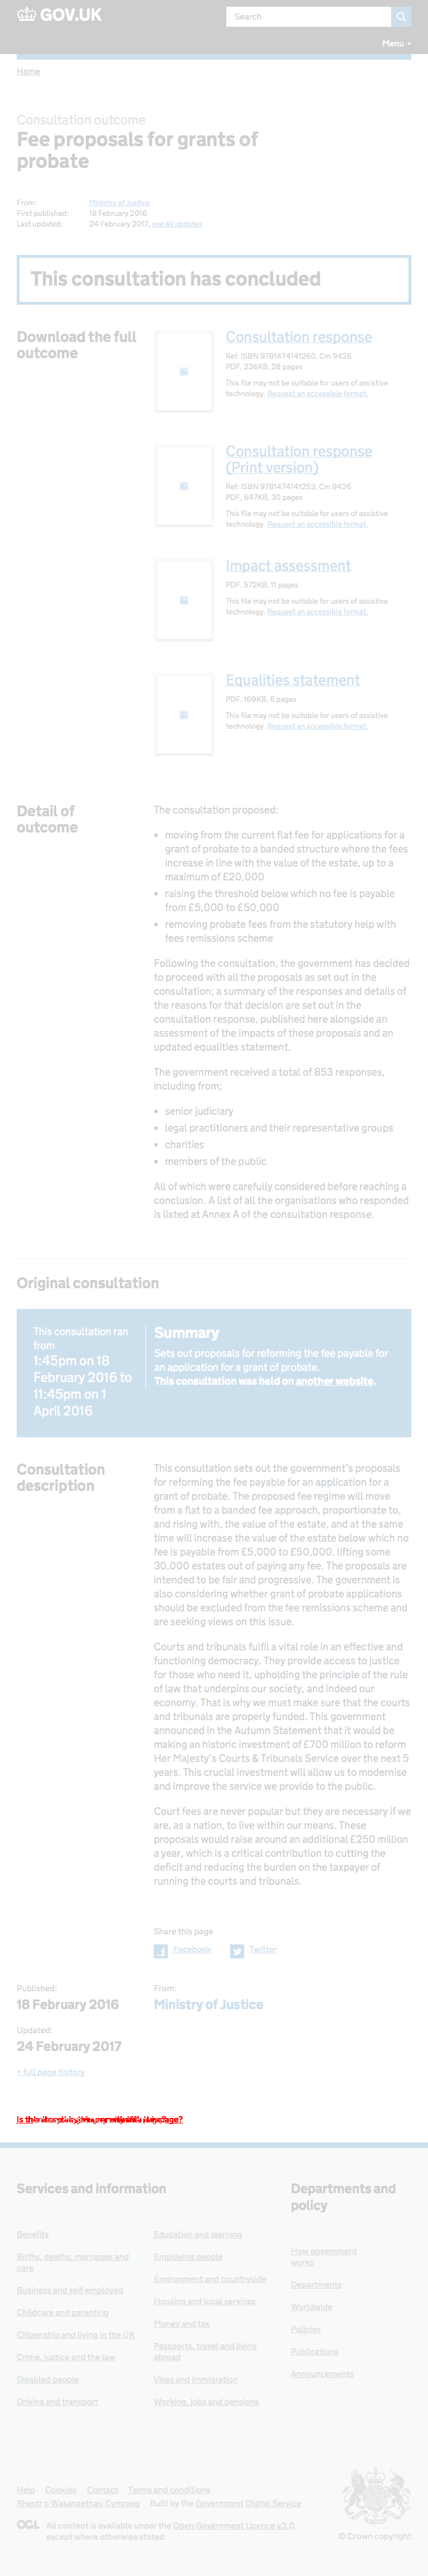 GOV.UK
Search
Menu
Home
Consultation outcome
Fee proposals for grants of
probate
From: Ministry of Justice
First published: 18 February 2016
Last updated: 24 February 2017, see all updates
This consultation has concluded
Download the full
outcome
Consultation response
Ref: ISBN 9781474141260, Cm 9426
PDF, 226KB, 28 pages
This file may not be suitable for users of assistive
technology. Request an accessible format.
Consultation response
(Print version)
Ref: ISBN 9781474141253, Cm 9426
PDF, 647KB, 30 pages
This file may not be suitable for users of assistive
technology. Request an accessible format.
Impact assessment
PDF, 572KB, 11 pages
This file may not be suitable for users of assistive
technology. Request an accessible format.
Equalities statement
PDF, 169KB, 6 pages
This file may not be suitable for users of assistive
technology. Request an accessible format.
Detail of
outcome
The consultation proposed:
• moving from the current flat fee for applications for a
grant of probate to a banded structure where the fees
increase in line with the value of the estate, up to a
maximum of £20,000
• raising the threshold below which no fee is payable
from £5,000 to £50,000
• removing probate fees from the statutory help with
fees remissions scheme
Following the consultation, the government has decided
to proceed with all the proposals as set out in the
consultation; a summary of the responses and details of
the reasons for that decision are set out in the
consultation response, published here alongside an
assessment of the impacts of these proposals and an
updated equalities statement.
The government received a total of 853 responses,
including from;
• senior judiciary
• legal practitioners and their representative groups
• charities
• members of the public
All of which were carefully considered before reaching a
conclusion. A list of all the organisations who responded
is listed at Annex A of the consultation response.
Original consultation
This consultation ran
from
1:45pm on 18
February 2016 to
11:45pm on 1
April 2016
Summary
Sets out proposals for reforming the fee payable for
an application for a grant of probate.
This consultation was held on another website.
Consultation
description
This consultation sets out the government's proposals
for reforming the fee payable for an application for a
grant of probate. The proposed fee regime will move
from a flat to a banded fee approach, proportionate to,
and rising with, the value of the estate, and at the same
time will increase the value of the estate below which no
fee is payable from £5,000 to £50,000, lifting some
30,000 estates out of paying any fee. The proposals are
intended to be fair and progressive. The government is
also considering whether grant of probate applications
should be excluded from the fee remissions scheme and
are seeking views on this issue.
Courts and tribunals fulfil a vital role in an effective and
functioning democracy. They provide access to justice
for those who need it, upholding the principle of the rule
of law that underpins our society, and indeed our
economy. That is why we must make sure that the courts
and tribunals are properly funded. This government
announced in the Autumn Statement that it would be
making an historic investment of £700 million to reform
Her Majesty's Courts & Tribunals Service over the next 5
years. This crucial investment will allow us to modernise
and improve the service we provide to the public.
Court fees are never popular but they are necessary if we
are, as a nation, to live within our means. These
proposals would raise around an additional £250 million
a year, which is a critical contribution to cutting the
deficit and reducing the burden on the taxpayer of
running the courts and tribunals.
Share this page
Facebook Twitter
Published:
18 February 2016
Updated:
24 February 2017
+ full page history
From:
Ministry of Justice
Services and information
Benefits
Births, deaths, marriages and
care
Business and self-employed
Childcare and parenting
Citizenship and living in the UK
Crime, justice and the law
Disabled people
Driving and transport
Education and learning
Employing people
Environment and countryside
Housing and local services
Money and tax
Passports, travel and living
abroad
Visas and immigration
Working, jobs and pensions
Departments and
policy
How government
works
Departments
Worldwide
Policies
Publications
Announcements
Help Cookies Contact Terms and conditions
Rhestr o Wasanaethau Cymraeg Built by the Government Digital Service
OGL All content is available under the Open Government Licence v3.0,
except where otherwise stated
© Crown copyright